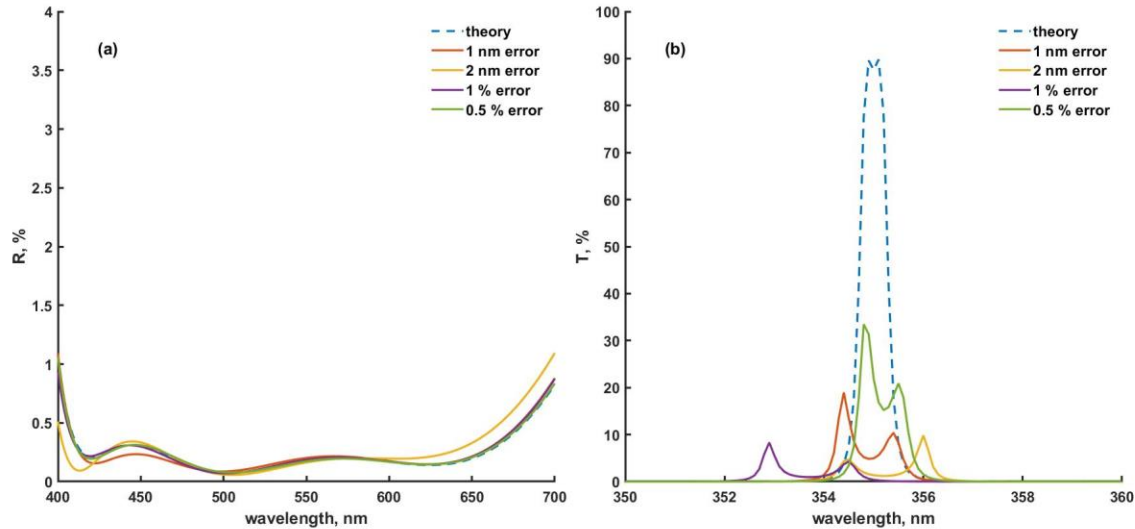 (a)
theory
1 nm error
2 nm error
1 % error
0.5 % error
R, %
4
3.5
3
2.5
2
1.5
1
0.5
0
400 450 500 550 600 650 700
wavelength, nm
(b)
theory
1 nm error
2 nm error
1 % error
0.5 % error
T, %
100
90
80
70
60
50
40
30
20
10
0
350 352 354 356 358 360
wavelength, nm